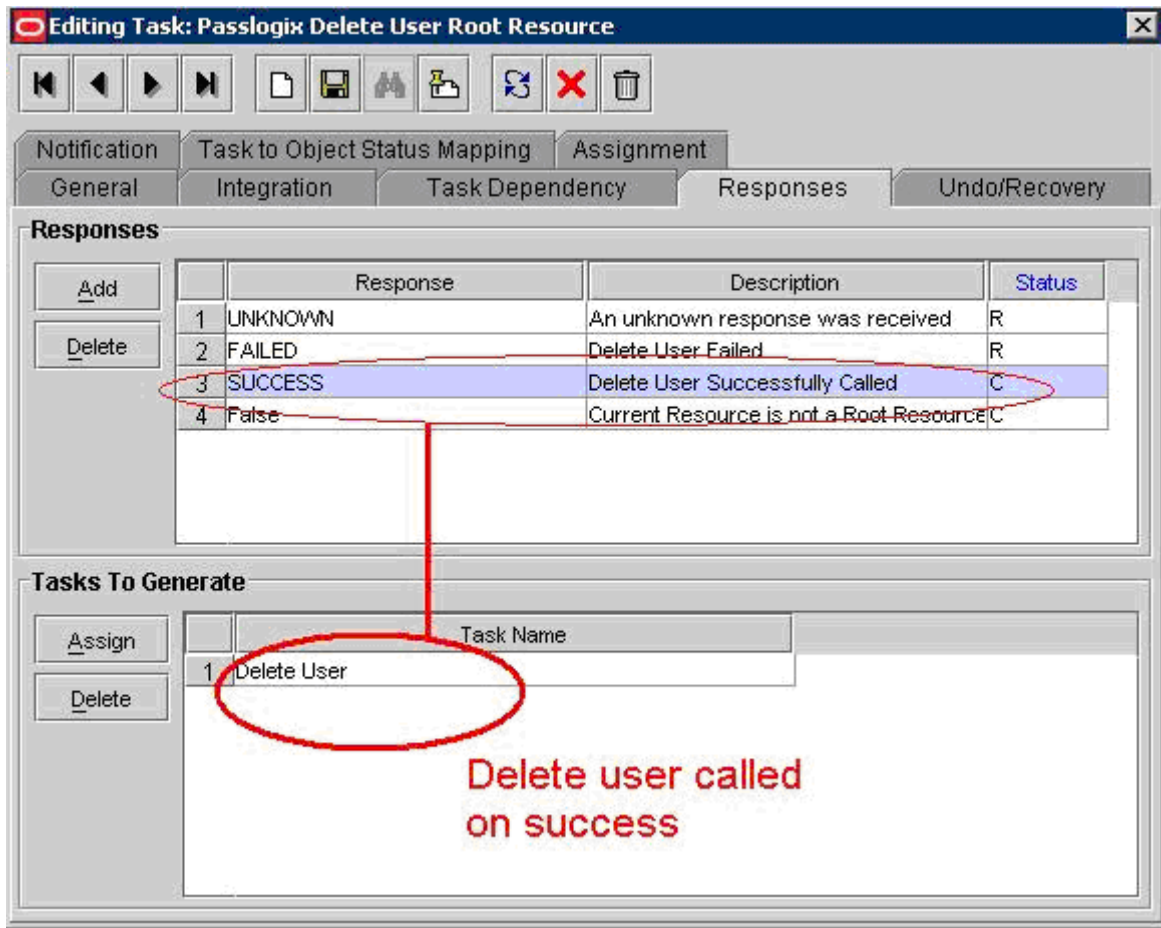 Editing Task: Passlogix Delete User Root Resource
Notification Task to Object Status Mapping Assignment
General Integration Task Dependency Responses Undo/Recovery
Responses
Add
Delete
Response Description Status
1 UNKNOWN An unknown response was received R
2 FAILED Delete User Failed R
3 SUCCESS Delete User Successfully Called C
4 False Current Resource is not a Root Resource C
Tasks To Generate
Assign
Delete
Task Name
1 Delete User
Delete user called
on success